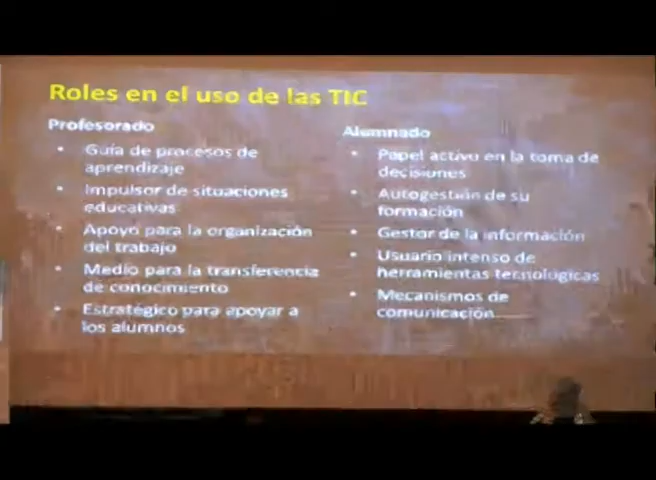 Roles en el uso de las TIC
Profesorado
• Guía de procesos de
aprendizaje
• Impulsor de situaciones
educativas
• Apoyo para la organización
del trabajo
• Medio para la transferencia
de conocimiento
• Estratégico para apoyar a
los alumnos
Alumnado
• Papel activo en la toma de
decisiones
• Autogestión de su
formación
• Gestor de la información
• Usuario intenso de
herramientas tecnológicas
• Mecanismos de
comunicación